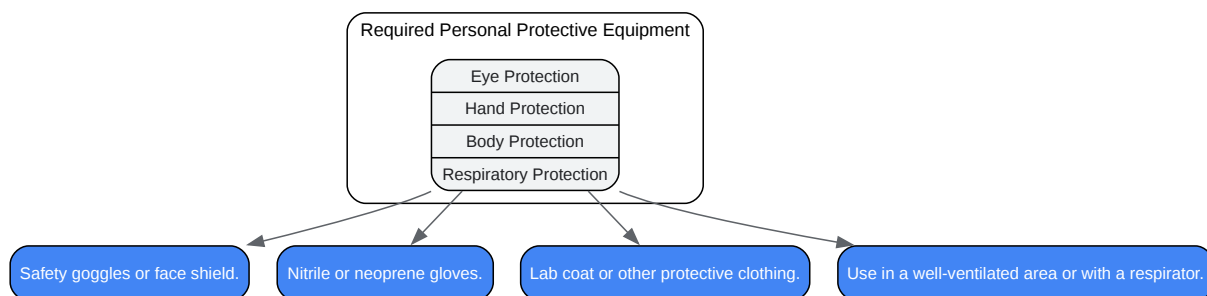 Required Personal Protective Equipment
Eye Protection
Hand Protection
Body Protection
Respiratory Protection
Safety goggles or face shield.
Nitrile or neoprene gloves.
Lab coat or other protective clothing.
Use in a well-ventilated area or with a respirator.